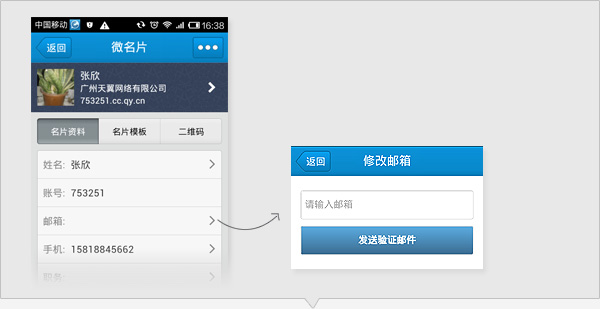 中国移动 16:38
返回 微名片
张欣
广州天翼网络有限公司
753251.cc.qy.cn
名片资料 名片模板 二维码
姓名: 张欣
账号: 753251
邮箱:
手机: 15818845662
职务:
返回 修改邮箱
请输入邮箱
发送验证邮件